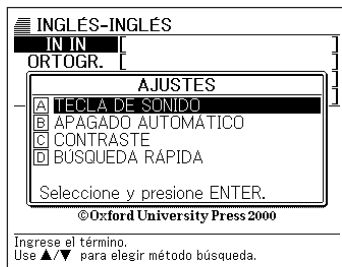 INGLÉS-INGLÉS
IN IN [ ]
ORTOGR. [ ]
AJUSTES
A TECLA DE SONIDO
B APAGADO AUTOMÁTICO
C CONTRASTE
D BÚSQUEDA RÁPIDA
Seleccione y presione ENTER.
©Oxford University Press 2000
Ingrese el término.
Use ▲/▼ para elegir método búsqueda.